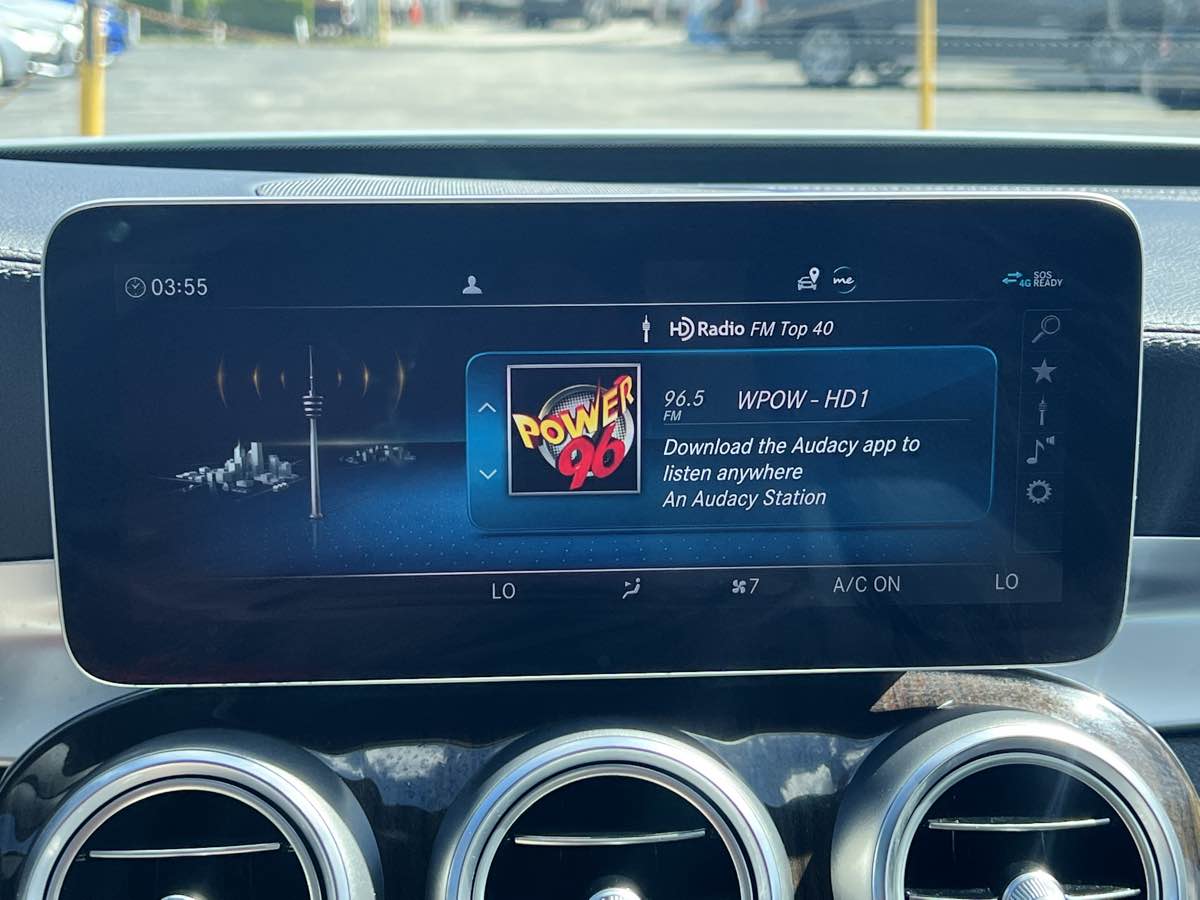 03:55
me
4G SOS READY
HD Radio FM Top 40
POWER 96
96.5 FM WPOW - HD1
Download the Audacy app to
listen anywhere
An Audacy Station
LO 7 A/C ON LO